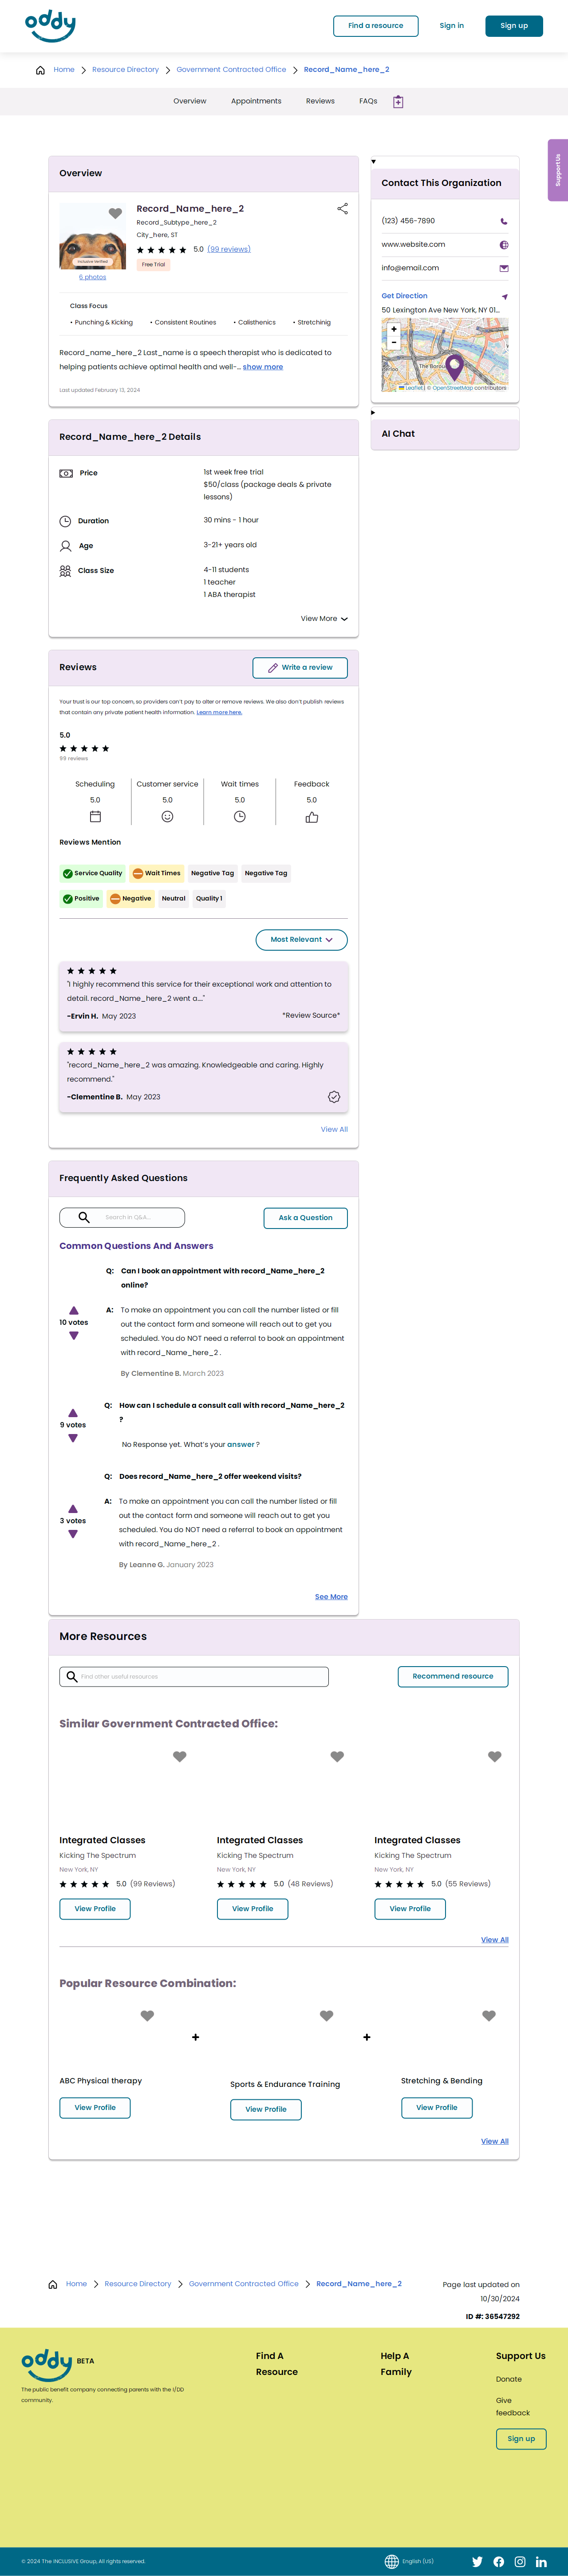 oddy
Find a resource
Sign in
Sign up
Home
Resource Directory
Government Contracted Office
Record_Name_here_2
Overview
Appointments
Reviews
FAQs
Support Us
Overview
Record_Name_here_2
Record_Subtype_here_2
City_here, ST
5.0 (99 reviews)
Free Trial
Inclusive Verified
6 photos
Class Focus
• Punching & Kicking
• Consistent Routines
• Calisthenics
• Stretchinig
Record_name_here_2 Last_name is a speech therapist who is dedicated to
helping patients achieve optimal health and well-... show more
Last updated February 13, 2024
Contact This Organization
(123) 456-7890
www.website.com
info@email.com
Get Direction
50 Lexington Ave New York, NY 01...
+
-
The Borou
Leaflet | © OpenStreetMap contributors
AI Chat
Record_Name_here_2 Details
Price
1st week free trial
$50/class (package deals & private
lessons)
Duration
30 mins - 1 hour
Age
3-21+ years old
Class Size
4-11 students
1 teacher
1 ABA therapist
View More
Reviews
Write a review
Your trust is our top concern, so providers can't pay to alter or remove reviews. We also don't publish reviews
that contain any private patient health information. Learn more here.
5.0
99 reviews
Scheduling
5.0
Customer service
5.0
Wait times
5.0
Feedback
5.0
Reviews Mention
Service Quality
Wait Times
Negative Tag
Negative Tag
Positive
Negative
Neutral
Quality 1
Most Relevant
"I highly recommend this service for their exceptional work and attention to
detail. record_Name_here_2 went a...."
-Ervin H. May 2023
*Review Source*
"record_Name_here_2 was amazing. Knowledgeable and caring. Highly
recommend."
-Clementine B. May 2023
View All
Frequently Asked Questions
Search in Q&A...
Ask a Question
Common Questions And Answers
Q: Can I book an appointment with record_Name_here_2
online?
10 votes
A: To make an appointment you can call the number listed or fill
out the contact form and someone will reach out to get you
scheduled. You do NOT need a referral to book an appointment
with record_Name_here_2 .
By Clementine B. March 2023
Q: How can I schedule a consult call with record_Name_here_2
?
9 votes
No Response yet. What's your answer ?
Q: Does record_Name_here_2 offer weekend visits?
3 votes
A: To make an appointment you can call the number listed or fill
out the contact form and someone will reach out to get you
scheduled. You do NOT need a referral to book an appointment
with record_Name_here_2 .
By Leanne G. January 2023
See More
More Resources
Find other useful resources
Recommend resource
Similar Government Contracted Office:
Integrated Classes
Kicking The Spectrum
New York, NY
5.0 (99 Reviews)
View Profile
Integrated Classes
Kicking The Spectrum
New York, NY
5.0 (48 Reviews)
View Profile
Integrated Classes
Kicking The Spectrum
New York, NY
5.0 (55 Reviews)
View Profile
View All
Popular Resource Combination:
+
+
ABC Physical therapy
View Profile
Sports & Endurance Training
View Profile
Stretching & Bending
View Profile
View All
Home
Resource Directory
Government Contracted Office
Record_Name_here_2
Page last updated on
10/30/2024
ID #: 36547292
oddy BETA
The public benefit company connecting parents with the I/DD
community.
Find A
Resource
Help A
Family
Support Us
Donate
Give
feedback
Sign up
© 2024 The INCLUSIVE Group, All rights reserved.
English (US)